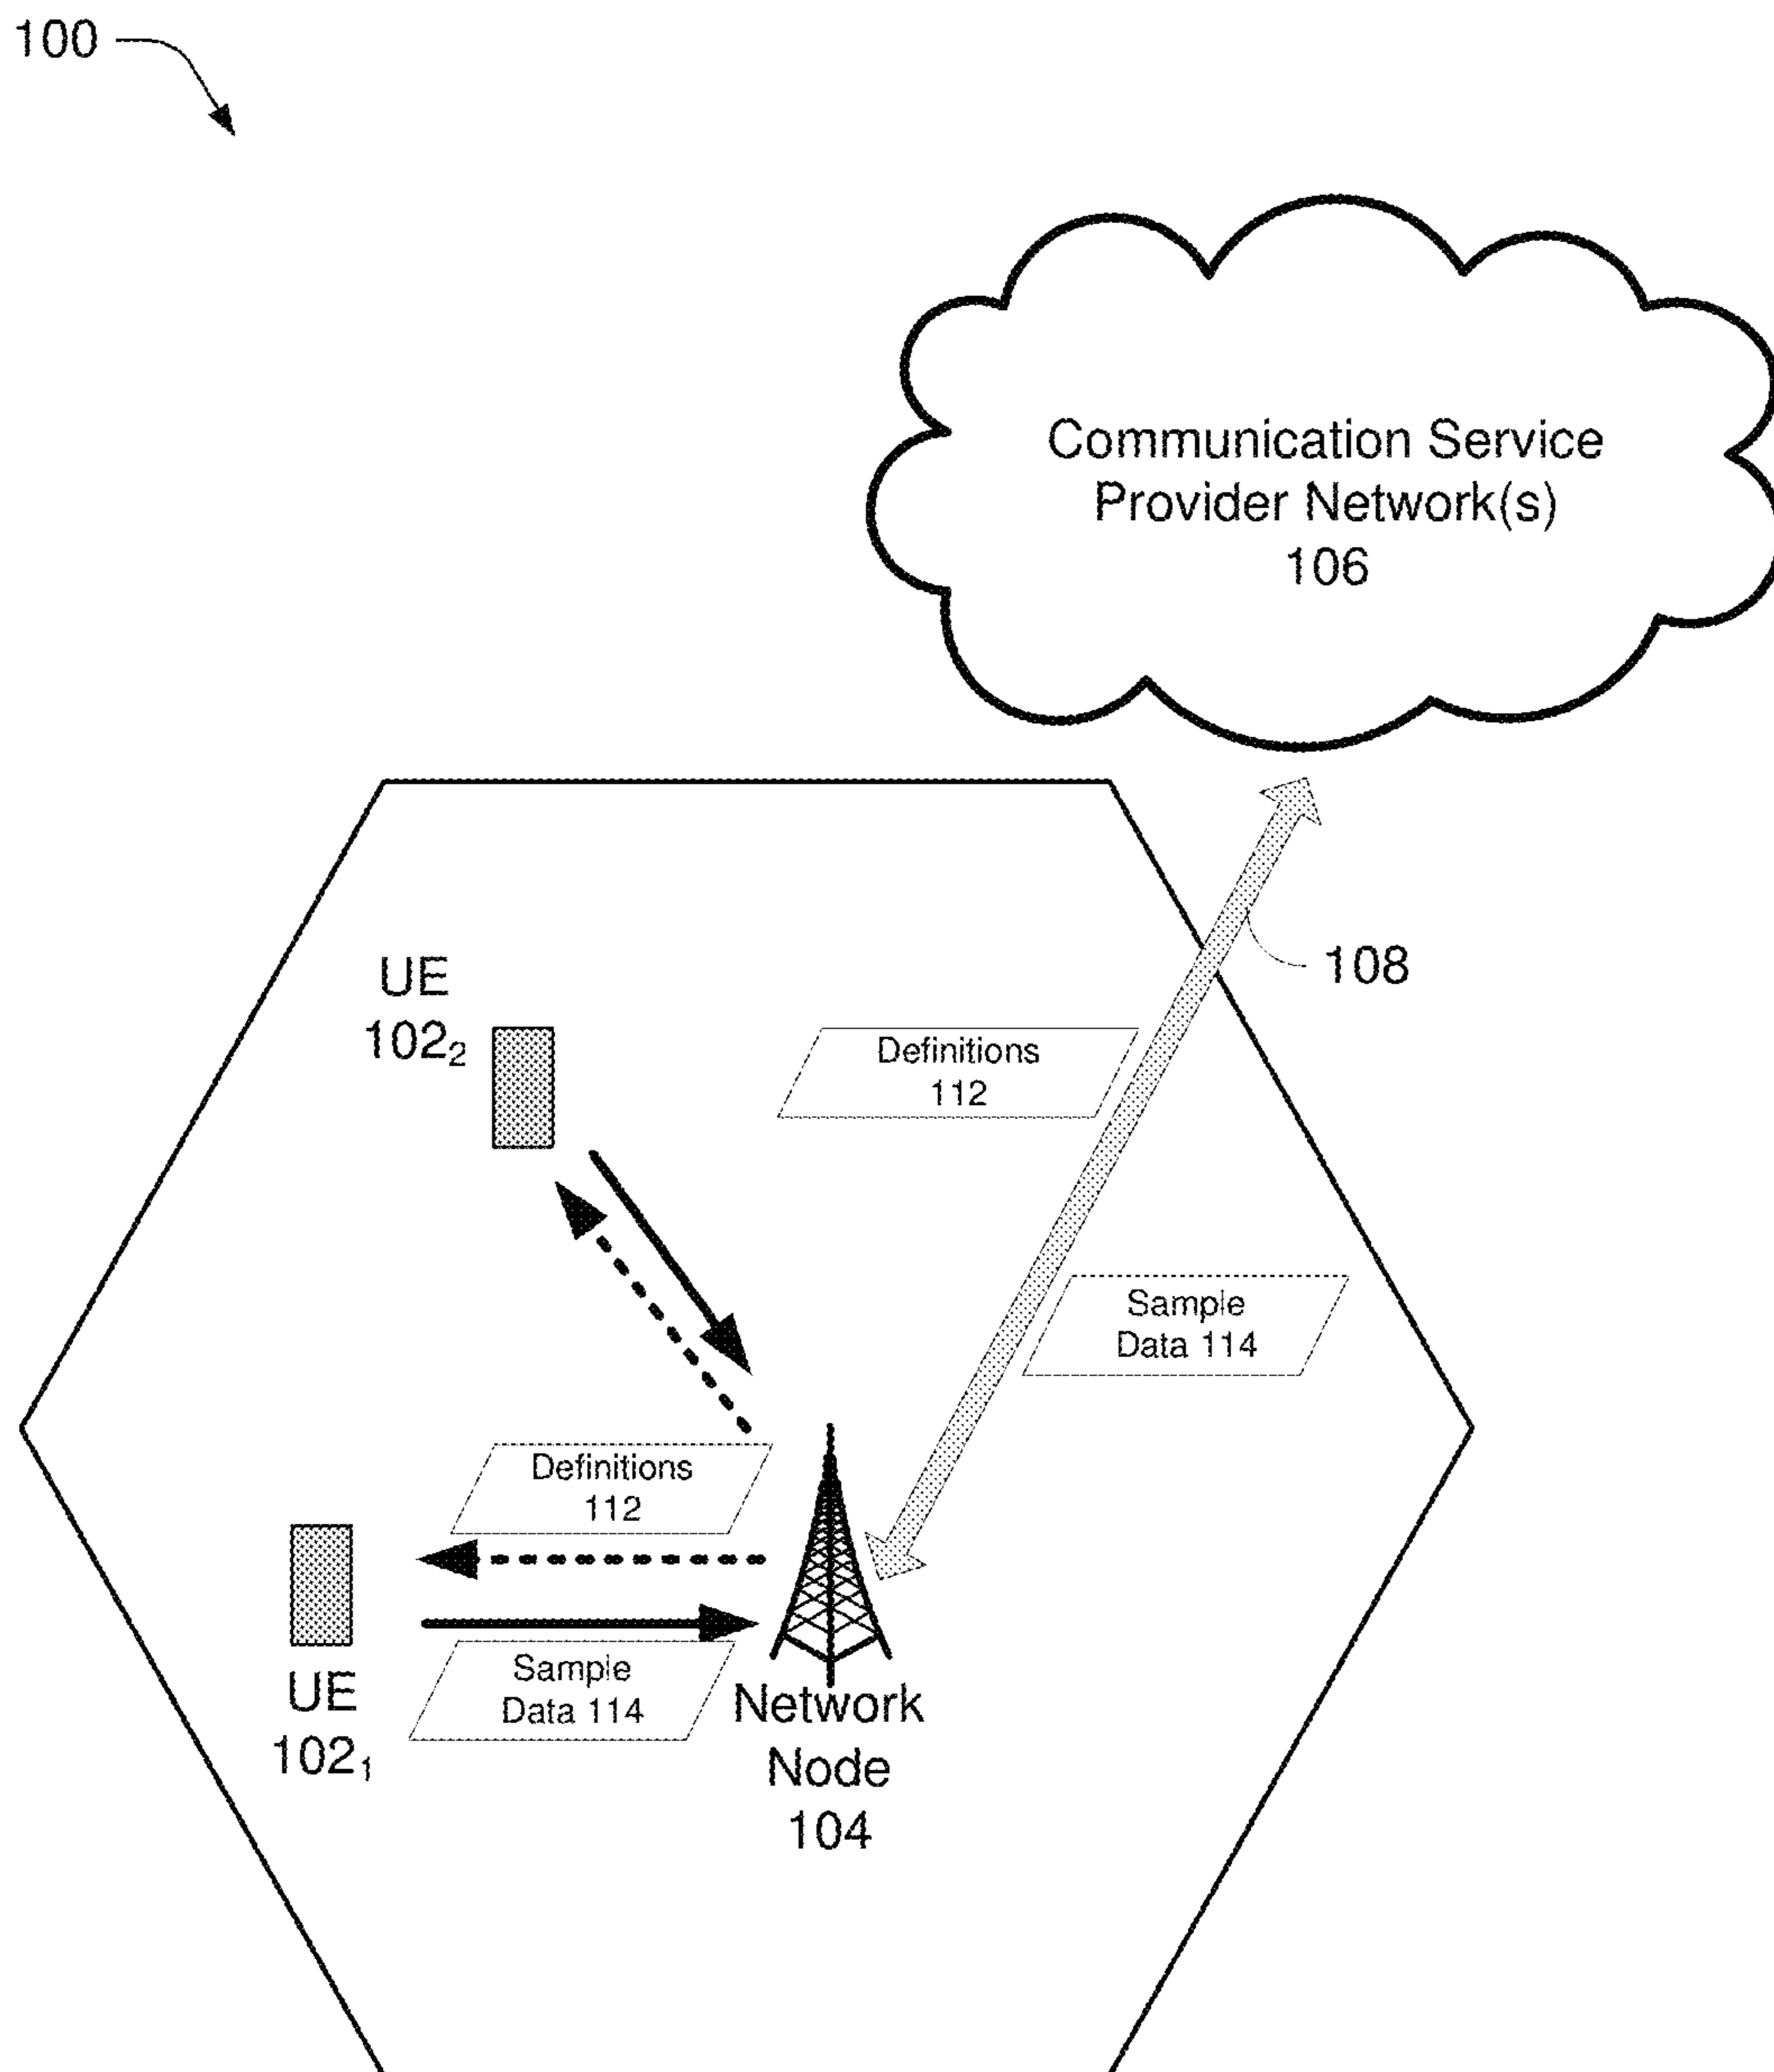 100
Communication Service
Provider Network(s)
106
108
UE
102₂
Definitions
112
Sample
Data 114
Definitions
112
Sample
Data 114
UE
102₁
Network
Node
104